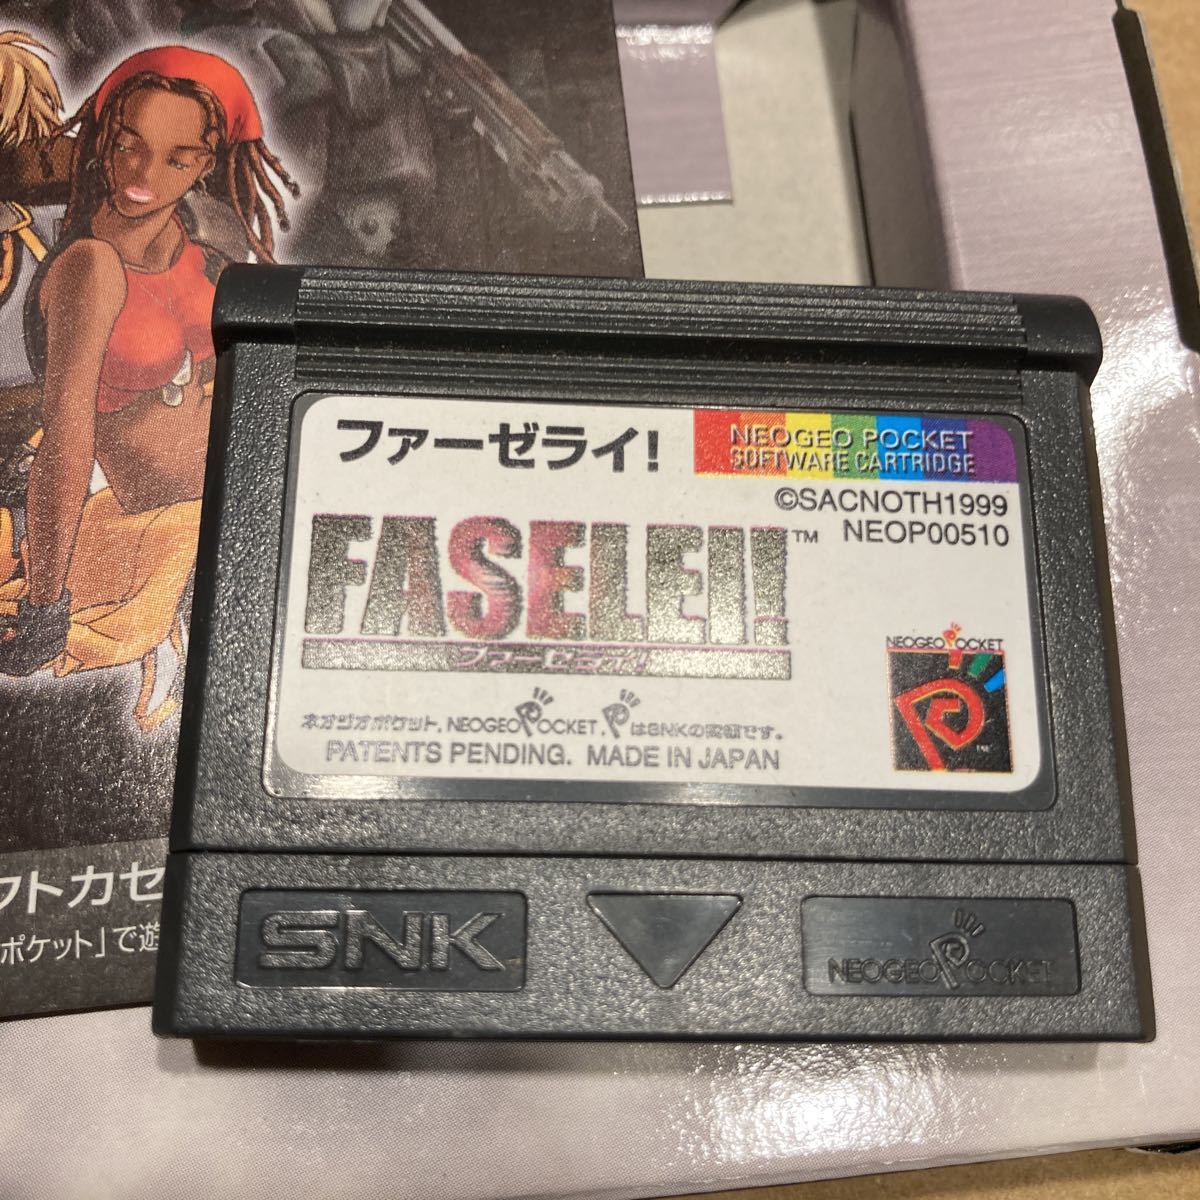 ファーゼライ!
NEOGEO POCKET
SOFTWARE CARTRIDGE
©SACNOTH1999
NEOP00510
FASELEI!™
ファーゼライ!
NEOGEO POCKET
ネオジオポケット, NEOGEO POCKET, P はSNKの商標です。
PATENTS PENDING. MADE IN JAPAN
SNK
NEOGEO POCKET
フトカセ
ポケット」で遊